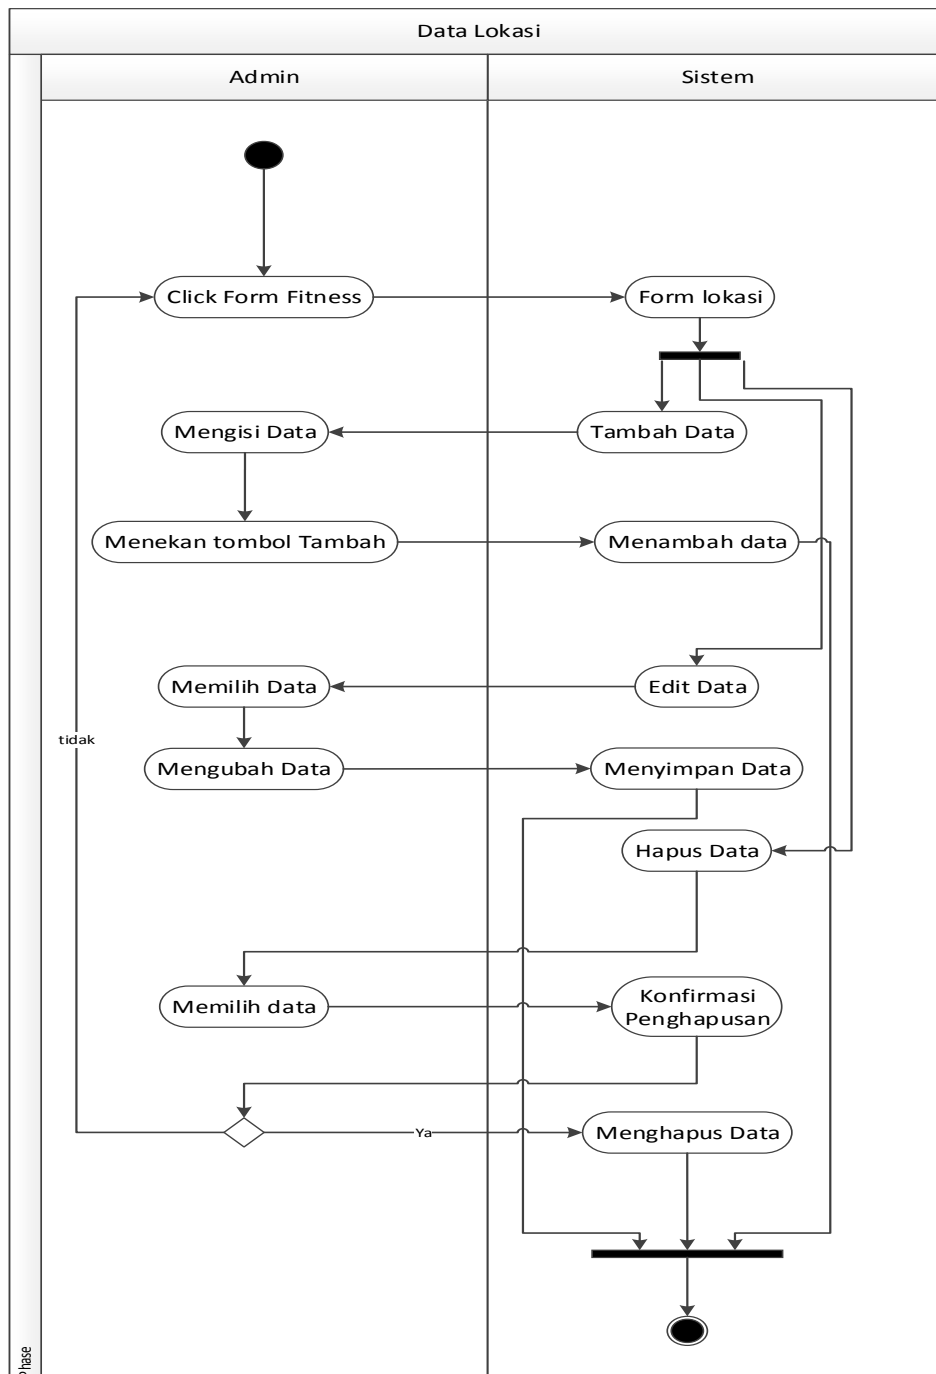 Data Lokasi
Admin
Sistem
Click Form Fitness
Form lokasi
Mengisi Data
Tambah Data
Menekan tombol Tambah
Menambah data
Memilih Data
Edit Data
tidak
Mengubah Data
Menyimpan Data
Hapus Data
Memilih data
Konfirmasi
Penghapusan
Ya
Menghapus Data
Phase